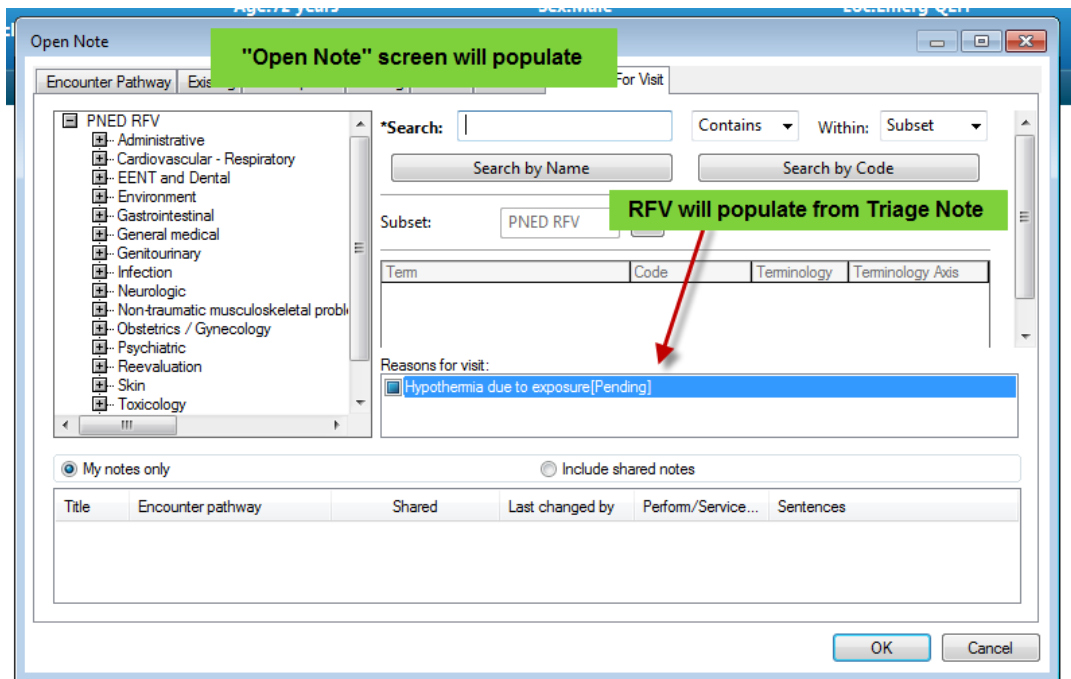 Age:72 years Sex:Male Loc:Emerg QEH
Open Note
"Open Note" screen will populate
Encounter Pathway For Visit
PNED RFV
Administrative
Cardiovascular - Respiratory
EENT and Dental
Environment
Gastrointestinal
General medical
Genitourinary
Infection
Neurologic
Non-traumatic musculoskeletal probl
Obstetrics / Gynecology
Psychiatric
Reevaluation
Skin
Toxicology
*Search: Contains Within: Subset
Search by Name Search by Code
RFV will populate from Triage Note
Subset: PNED RFV
Term Code Terminology Terminology Axis
Reasons for visit:
Hypothermia due to exposure[Pending]
My notes only Include shared notes
Title Encounter pathway Shared Last changed by Perform/Service... Sentences
OK Cancel